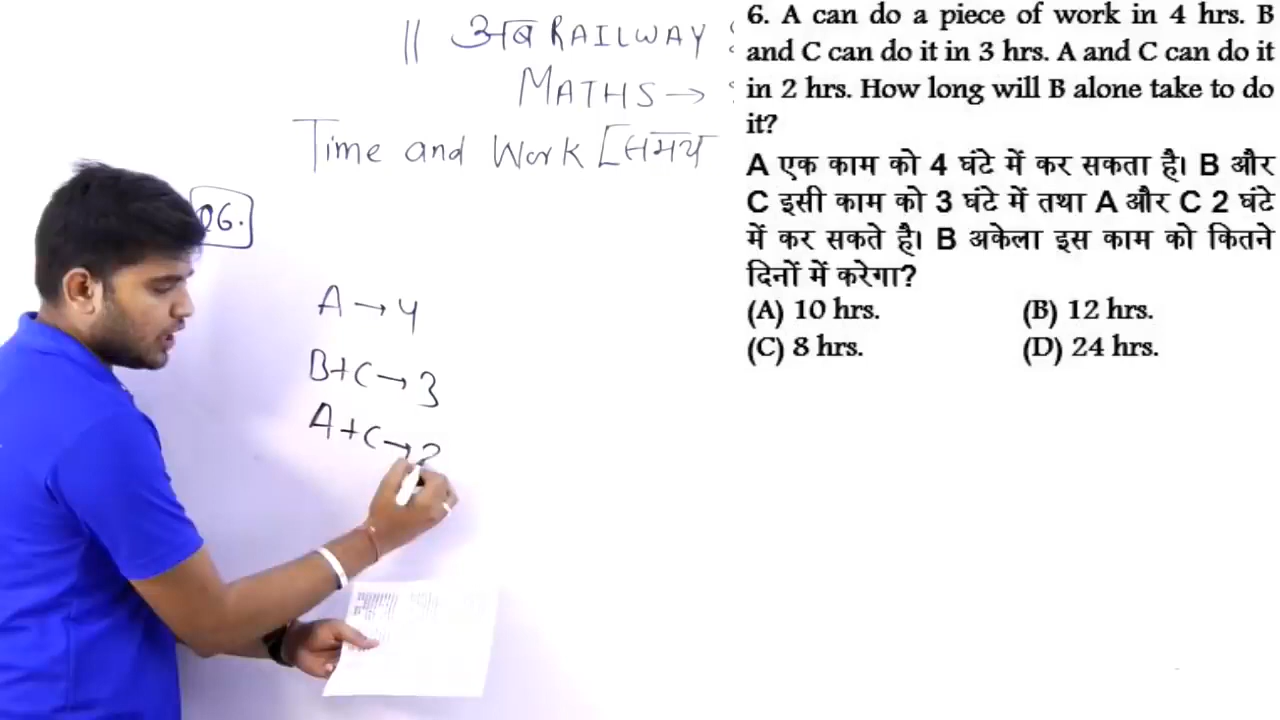 || अब RAILWAY
MATHS →
Time and Work [समय
Q6.
A → 4
B+C → 3
A+C → 2
6. A can do a piece of work in 4 hrs. B
and C can do it in 3 hrs. A and C can do it
in 2 hrs. How long will B alone take to do
it?
A एक काम को 4 घंटे में कर सकता है। B और
C इसी काम को 3 घंटे में तथा A और C 2 घंटे
में कर सकते है। B अकेला इस काम को कितने
दिनों में करेगा?
(A) 10 hrs. (B) 12 hrs.
(C) 8 hrs. (D) 24 hrs.